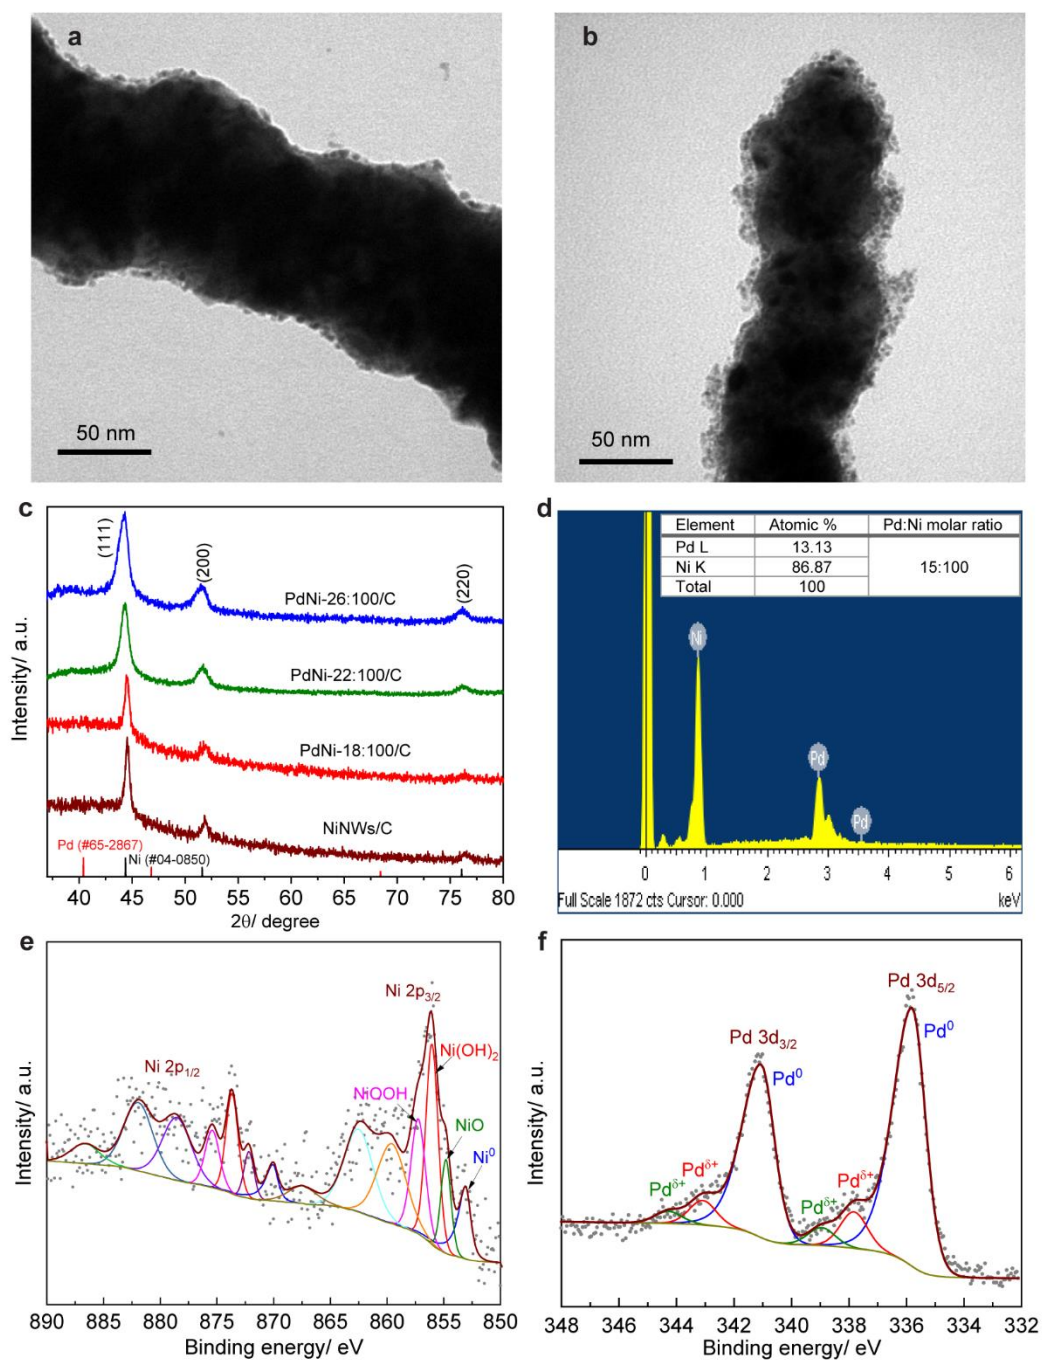 a
50 nm
b
50 nm
c
(111)
(200)
(220)
PdNi-26:100/C
PdNi-22:100/C
PdNi-18:100/C
NiNWs/C
Pd (#65-2867)
Ni (#04-0850)
Intensity/ a.u.
40 45 50 55 60 65 70 75 80
2θ/ degree
d
Element Atomic % Pd:Ni molar ratio
Pd L 13.13
Ni K 86.87 15:100
Total 100
Ni
Pd
Pd
0 1 2 3 4 5 6
Full Scale 1872 cts Cursor: 0.000 keV
e
Ni 2p3/2
Ni 2p1/2
Ni(OH)2
NiOOH
NiO
Ni0
Intensity/ a.u.
890 885 880 875 870 865 860 855 850
Binding energy/ eV
f
Pd 3d5/2
Pd0
Pd 3d3/2
Pd0
Pdδ+
Pdδ+
Pdδ+
Pdδ+
Intensity/ a.u.
348 346 344 342 340 338 336 334 332
Binding energy/ eV